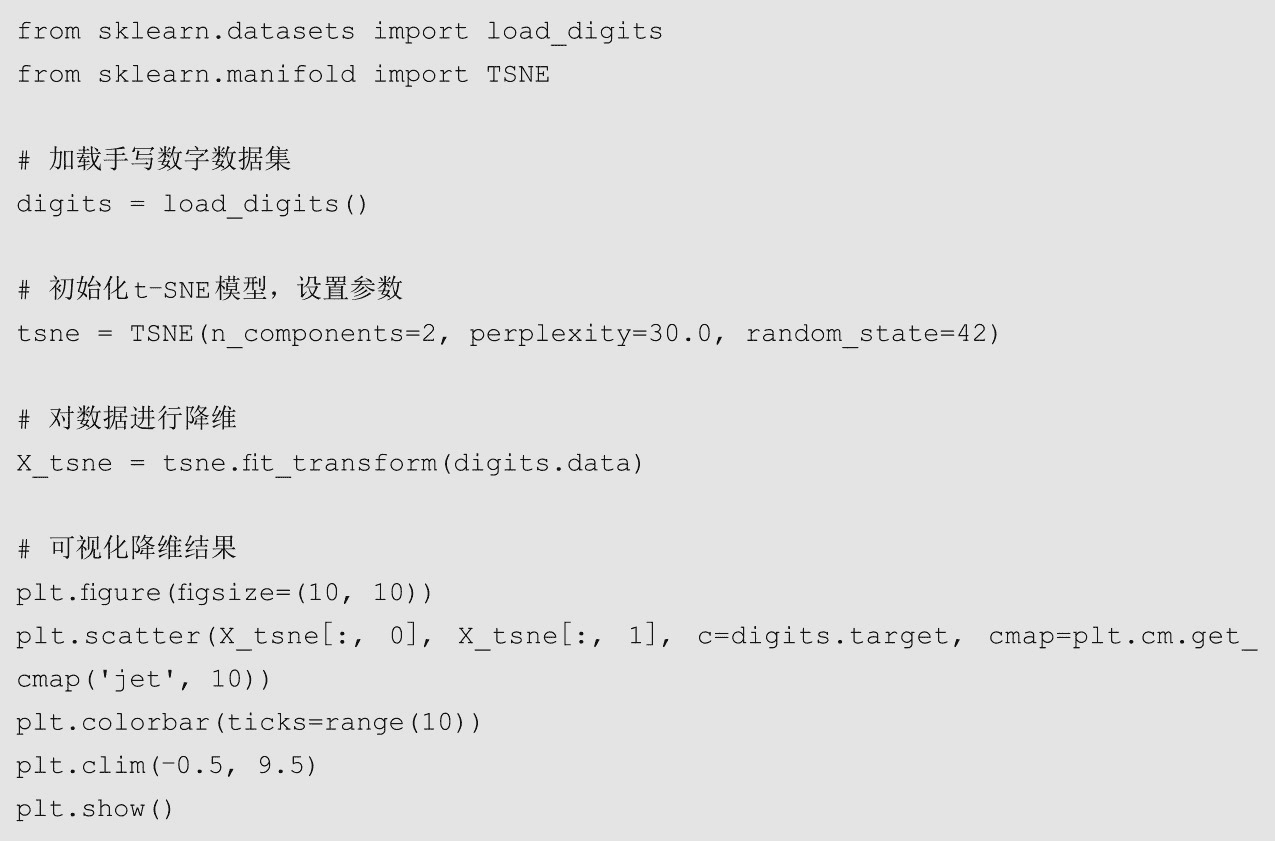 from sklearn.datasets import load_digits
from sklearn.manifold import TSNE
# 加载手写数字数据集
digits = load_digits()
# 初始化t-SNE模型，设置参数
tsne = TSNE(n_components=2, perplexity=30.0, random_state=42)
# 对数据进行降维
X_tsne = tsne.fit_transform(digits.data)
# 可视化降维结果
plt.figure(figsize=(10, 10))
plt.scatter(X_tsne[:, 0], X_tsne[:, 1], c=digits.target, cmap=plt.cm.get_
cmap('jet', 10))
plt.colorbar(ticks=range(10))
plt.clim(-0.5, 9.5)
plt.show()